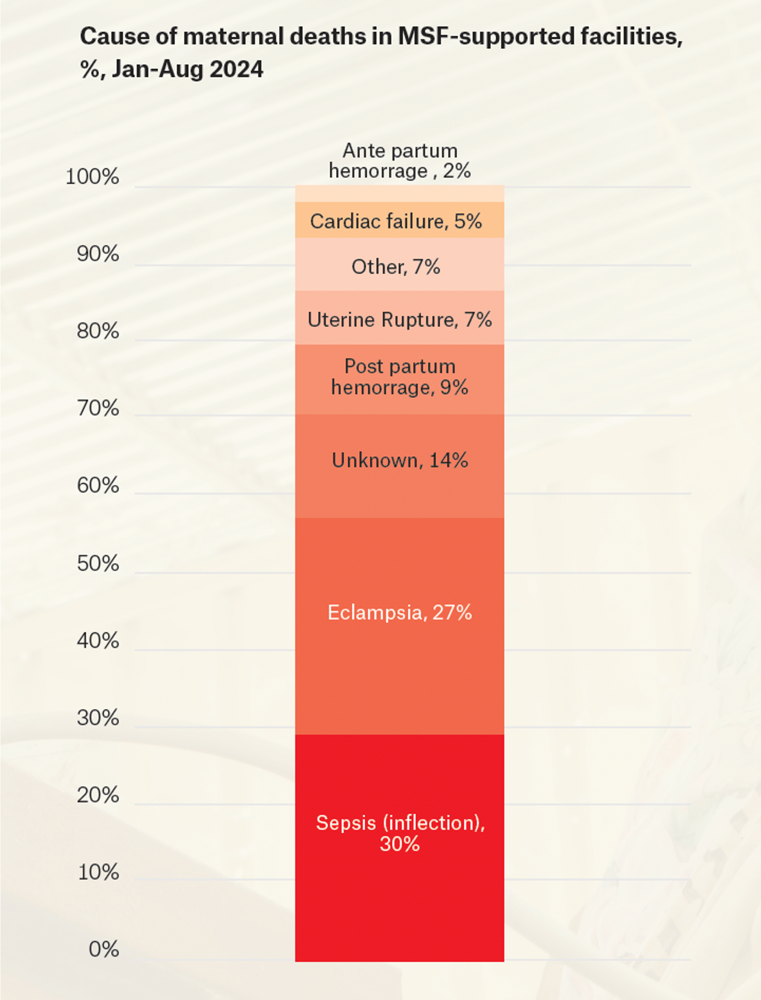 Cause of maternal deaths in MSF-supported facilities,
%, Jan-Aug 2024
Ante partum
hemorrage , 2%
100%
Cardiac failure, 5%
90%
Other, 7%
Uterine Rupture, 7%
80%
Post partum
hemorrage, 9%
70%
Unknown, 14%
60%
50%
Eclampsia, 27%
40%
30%
20%
Sepsis (inflection),
30%
10%
0%